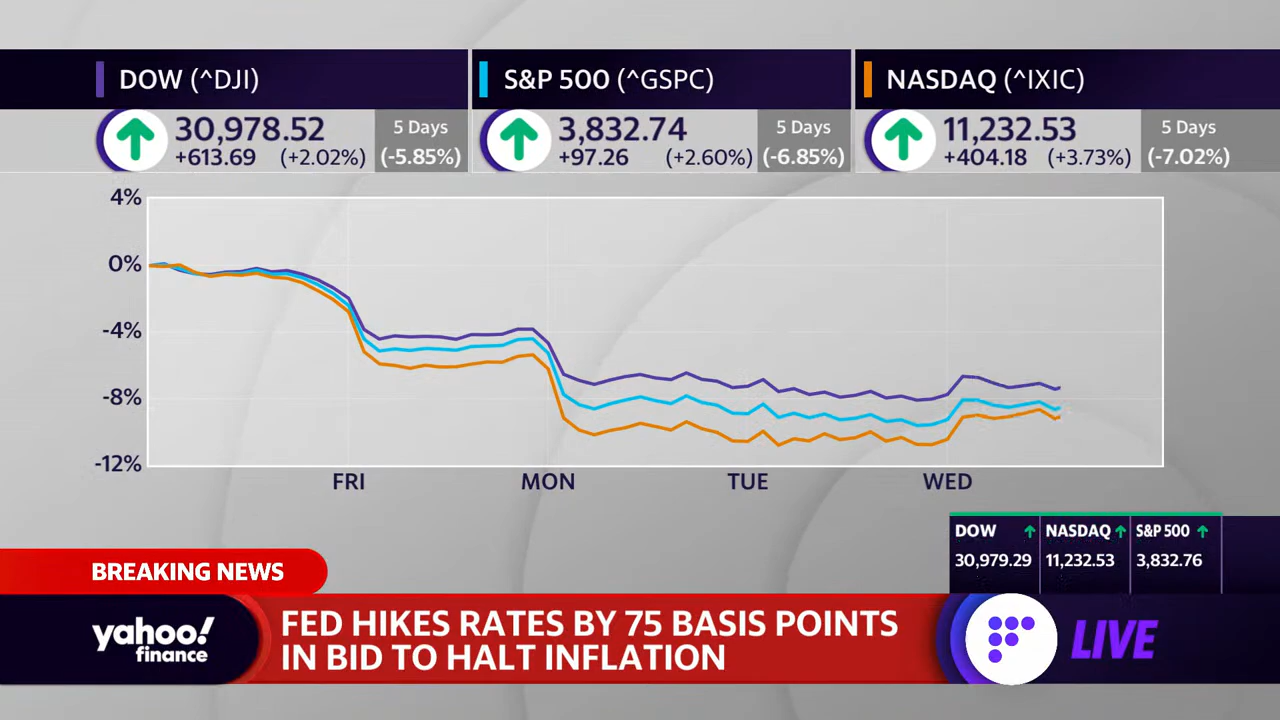 DOW (^DJI)
30,978.52
+613.69 (+2.02%)
5 Days
(-5.85%)
S&P 500 (^GSPC)
3,832.74
+97.26 (+2.60%)
5 Days
(-6.85%)
NASDAQ (^IXIC)
11,232.53
+404.18 (+3.73%)
5 Days
(-7.02%)
4%
0%
-4%
-8%
-12%
FRI MON TUE WED
DOW NASDAQ S&P 500
30,979.29 11,232.53 3,832.76
BREAKING NEWS
yahoo!
finance
FED HIKES RATES BY 75 BASIS POINTS
IN BID TO HALT INFLATION
LIVE